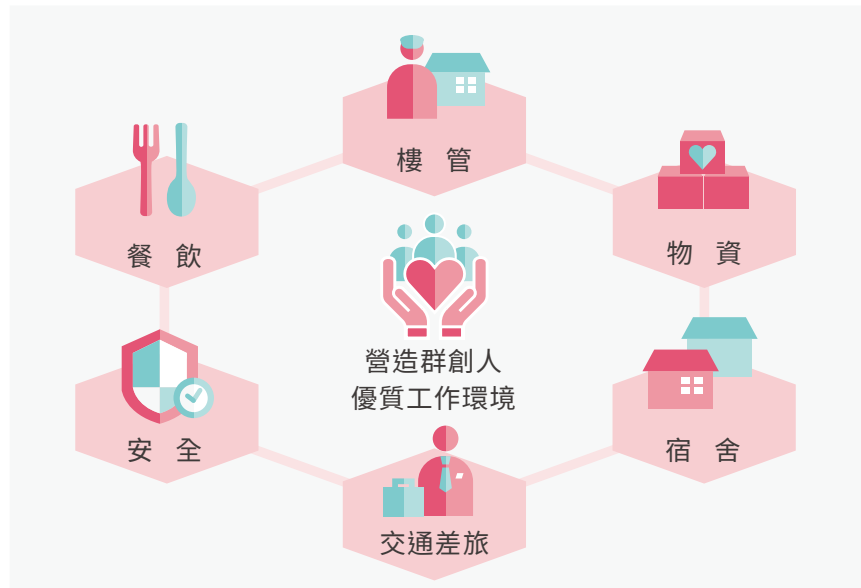 樓管
餐飲
物資
營造群創人
優質工作環境
安全
宿舍
交通差旅